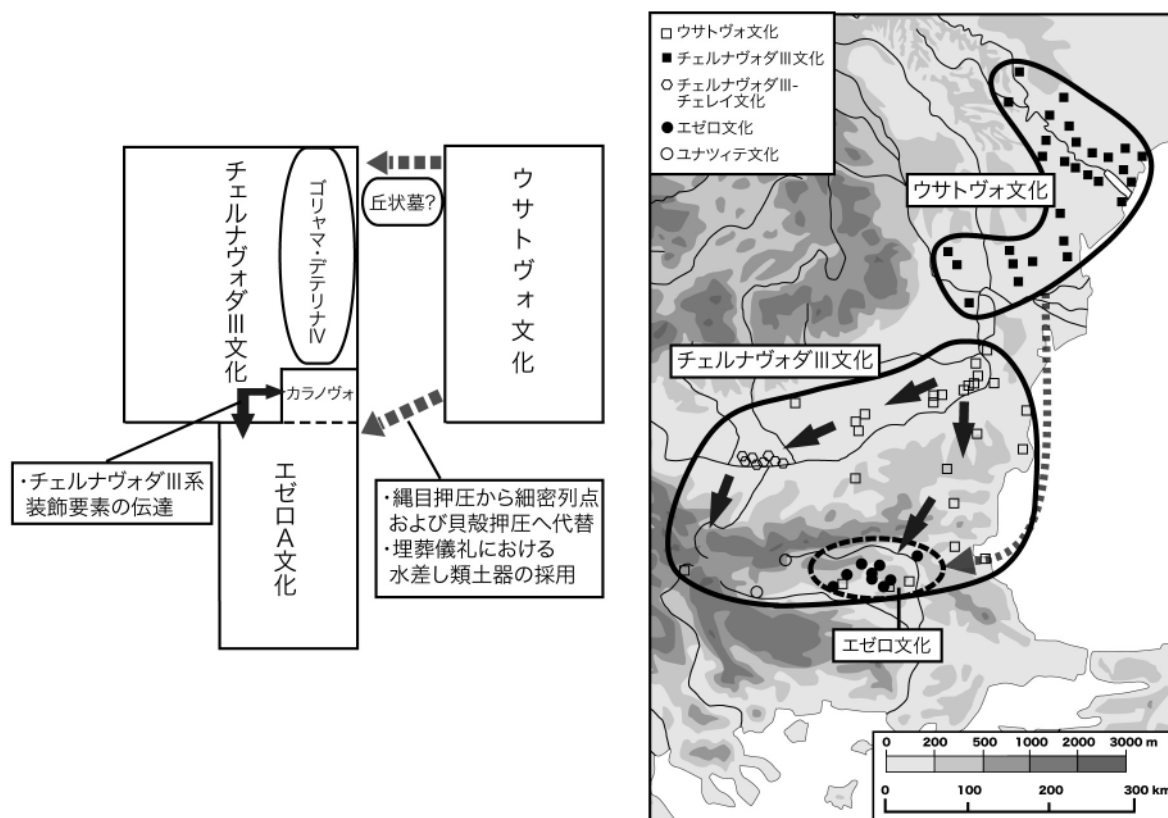 チェルナヴォダⅢ文化
ゴリャマ・デテリナⅣ
丘状墓?
ウサトヴォ文化
カラノヴォ
エゼロA文化
・チェルナヴォダⅢ系
装飾要素の伝達
・縄目押圧から細密列点
および貝殻押圧へ代替
・埋葬儀礼における
水差し類土器の採用
ウサトヴォ文化
チェルナヴォダⅢ文化
チェルナヴォダⅢ-
チェレイ文化
エゼロ文化
ユナツィテ文化
ウサトヴォ文化
チェルナヴォダⅢ文化
エゼロ文化
0 200 500 1000 2000 3000 m
0 100 200 300 km